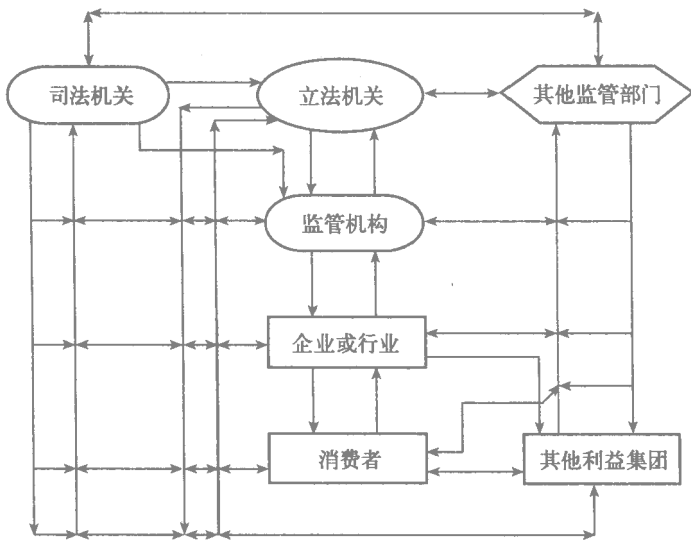 司法机关
立法机关
其他监管部门
监管机构
企业或行业
消费者
其他利益集团